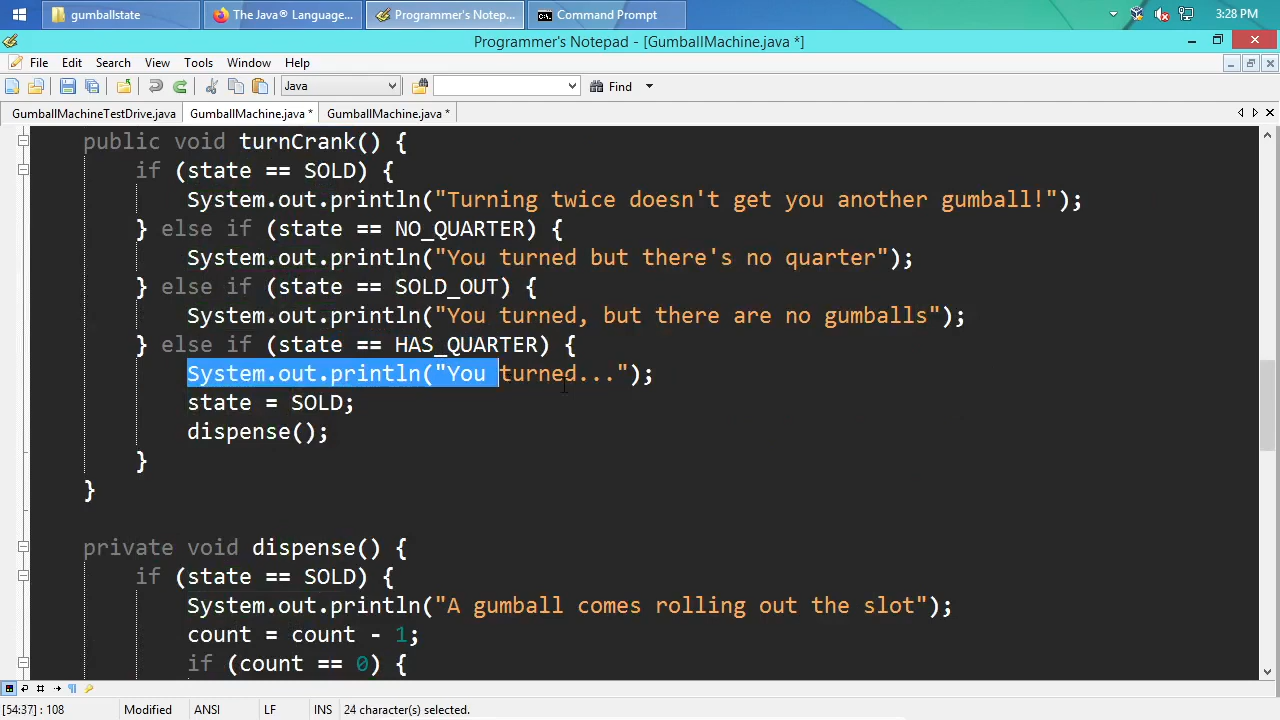 gumballstate
The Java® Language...
Programmer's Notep...
Command Prompt
3:28 PM
Programmer's Notepad - [GumballMachine.java *]
File Edit Search View Tools Window Help
Java
Find
GumballMachineTestDrive.java
GumballMachine.java *
GumballMachine.java *
public void turnCrank() {
if (state == SOLD) {
System.out.println("Turning twice doesn't get you another gumball!");
} else if (state == NO_QUARTER) {
System.out.println("You turned but there's no quarter");
} else if (state == SOLD_OUT) {
System.out.println("You turned, but there are no gumballs");
} else if (state == HAS_QUARTER) {
System.out.println("You turned...");
state = SOLD;
dispense();
}
}
private void dispense() {
if (state == SOLD) {
System.out.println("A gumball comes rolling out the slot");
count = count - 1;
if (count == 0) {
[54:37] : 108 Modified ANSI LF INS 24 character(s) selected.